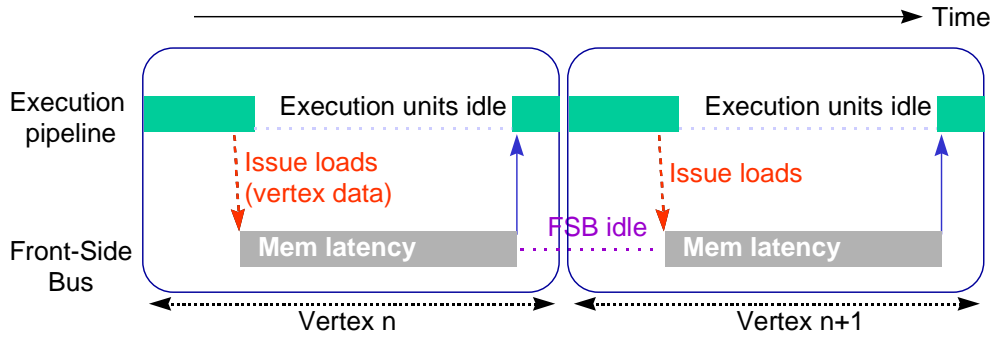 Time
Execution
pipeline
Execution units idle
Execution units idle
Issue loads
(vertex data)
Issue loads
FSB idle
Front-Side
Bus
Mem latency
Mem latency
Vertex n
Vertex n+1